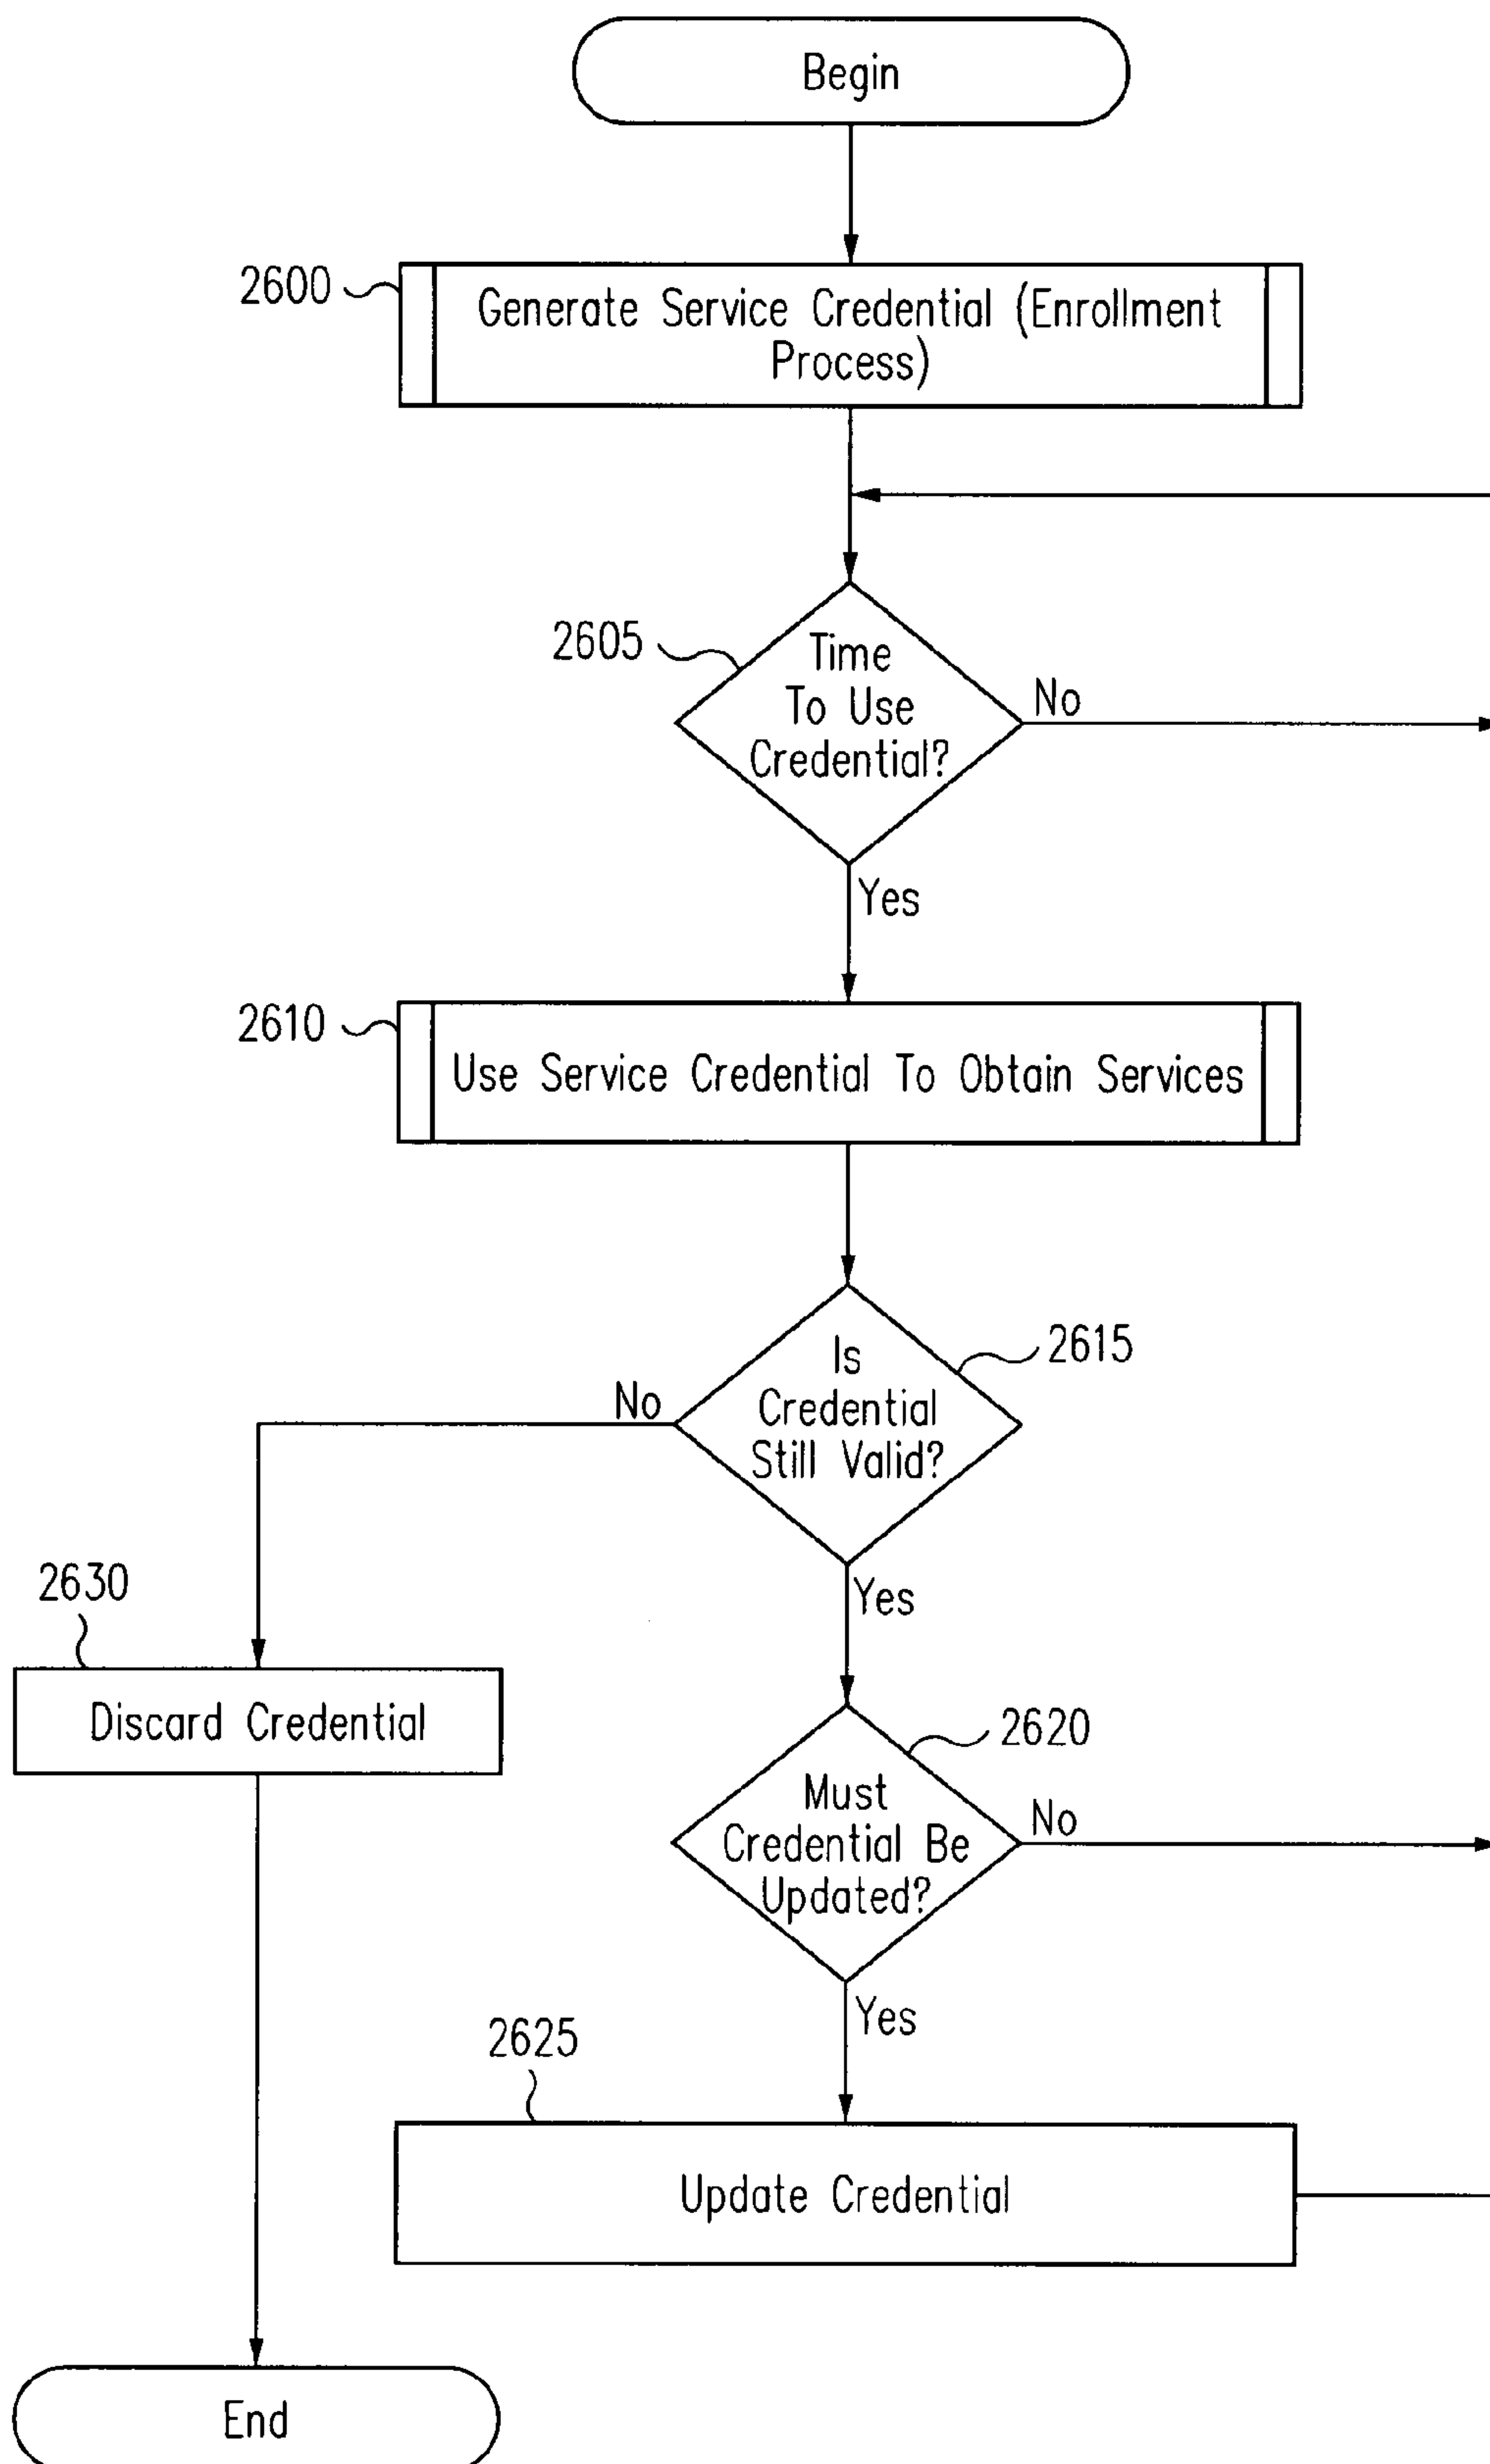 Begin
2600
Generate Service Credential (Enrollment
Process)
2605
Time
To Use
Credential?
No
Yes
2610
Use Service Credential To Obtain Services
2615
Is
Credential
Still Valid?
No
Yes
2630
Discard Credential
2620
Must
Credential Be
Updated?
No
Yes
2625
Update Credential
End